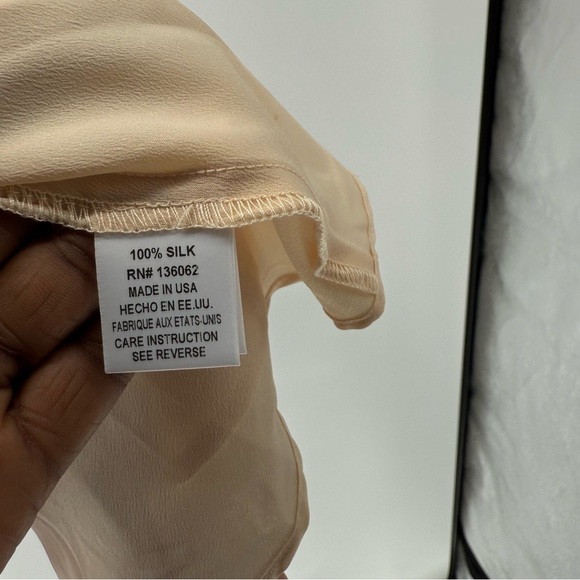 100% SILK
RN# 136062
MADE IN USA
HECHO EN EE.UU.
FABRIQUE AUX ETATS-UNIS
CARE INSTRUCTION
SEE REVERSE